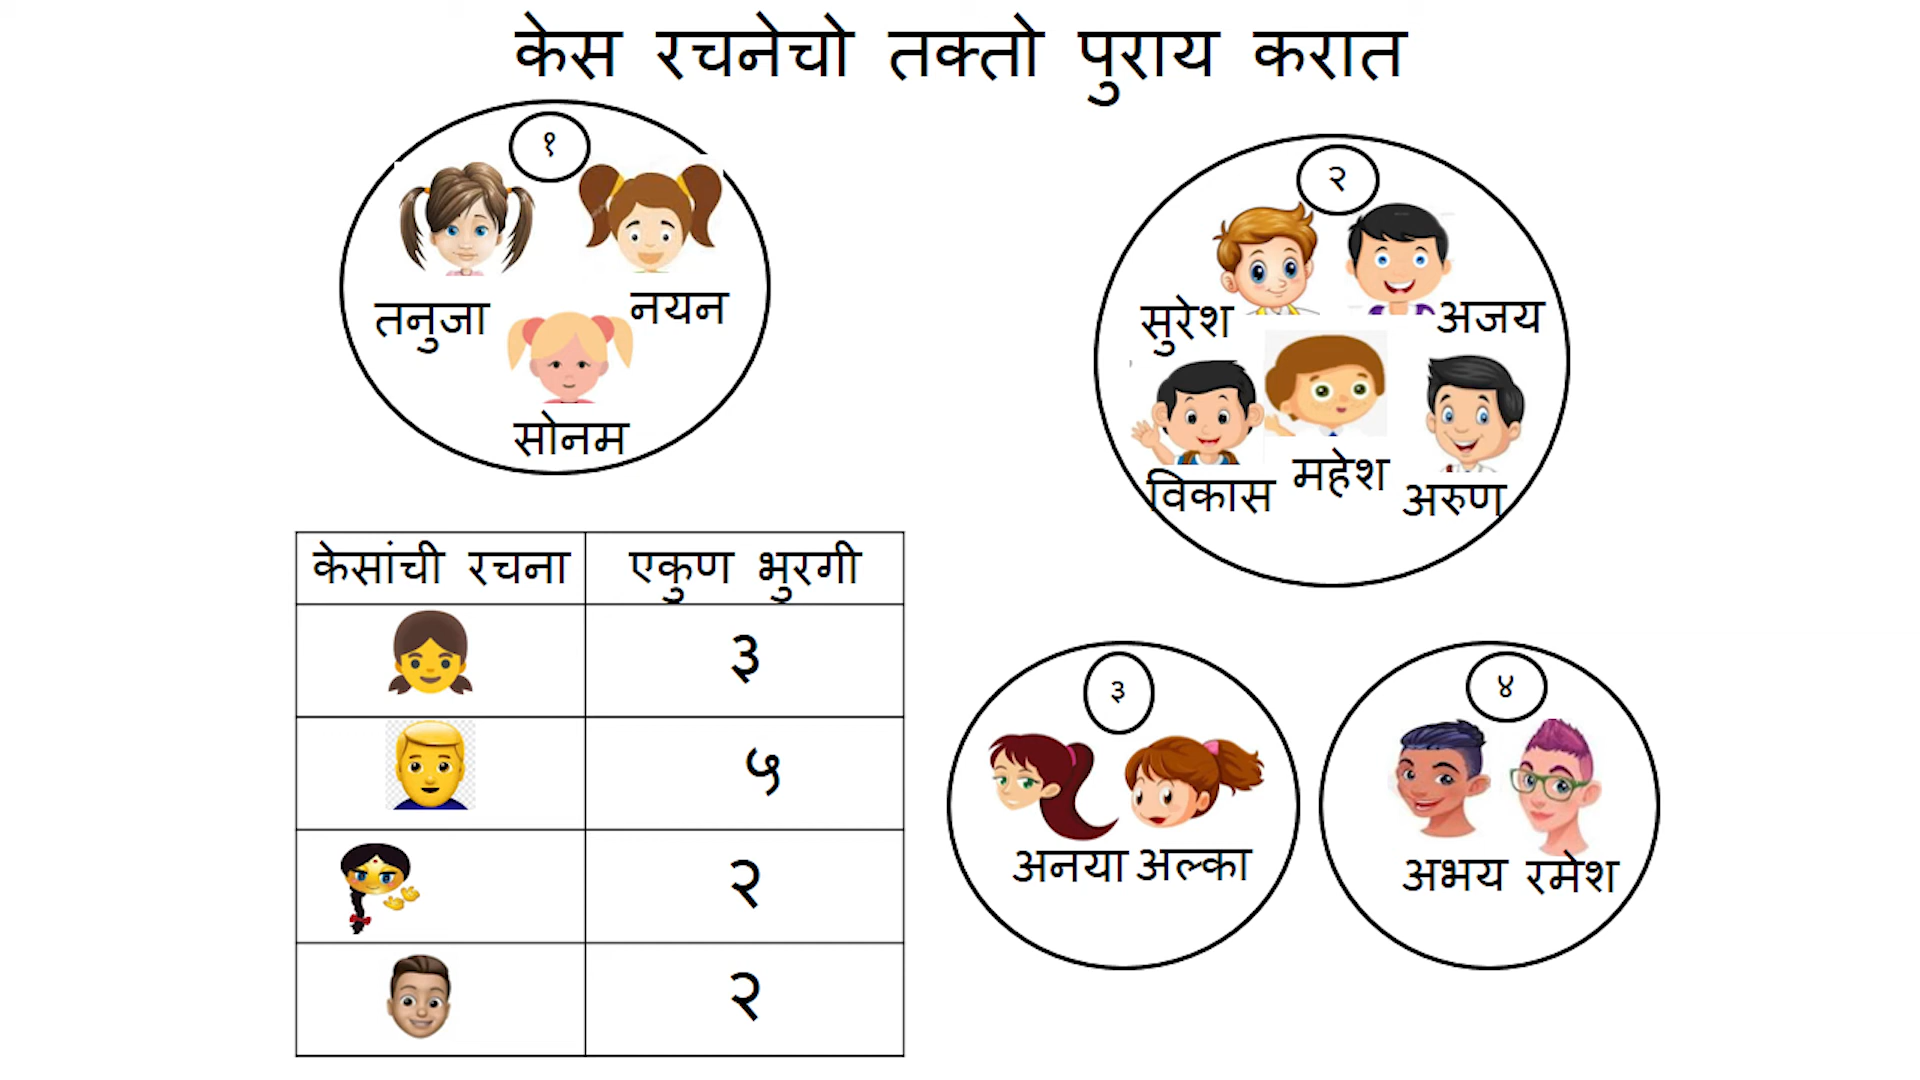 केस रचनेचो तक्तो पुराय करात
१
तनुजा
नयन
सोनम
२
सुरेश
अजय
विकास
महेश
अरुण
केसांची रचना एकुण भुरगी
३
५
२
२
३
अनया अल्का
४
अभय रमेश